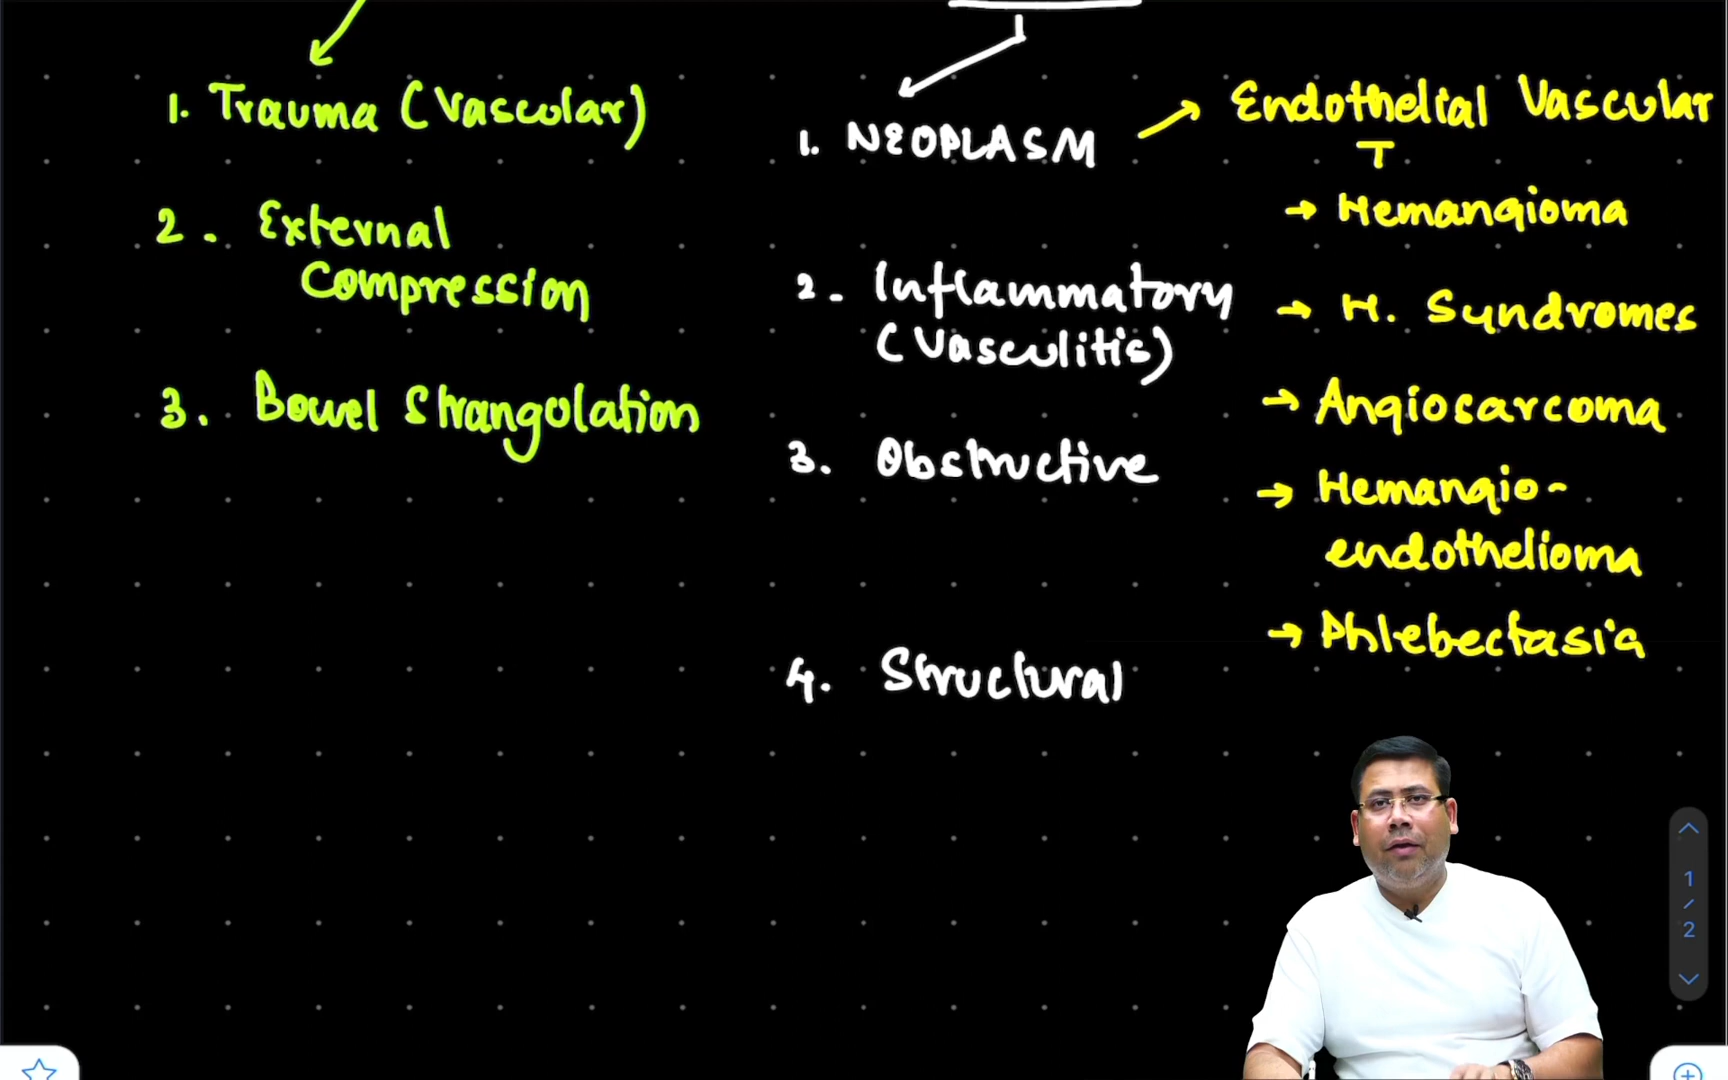 1. Trauma (Vascular)
2. External
Compression
3. Bowel Strangolation
1. NEOPLASM
2. Inflammatory
(Vasculitis)
3. Obstructive
4. Structural
Endothelial Vascular
T
→ Hemangioma
→ H. Syndromes
→ Angiosarcoma
→ Hemangio-
endothelioma
→ Phlebectasia
1
/
2